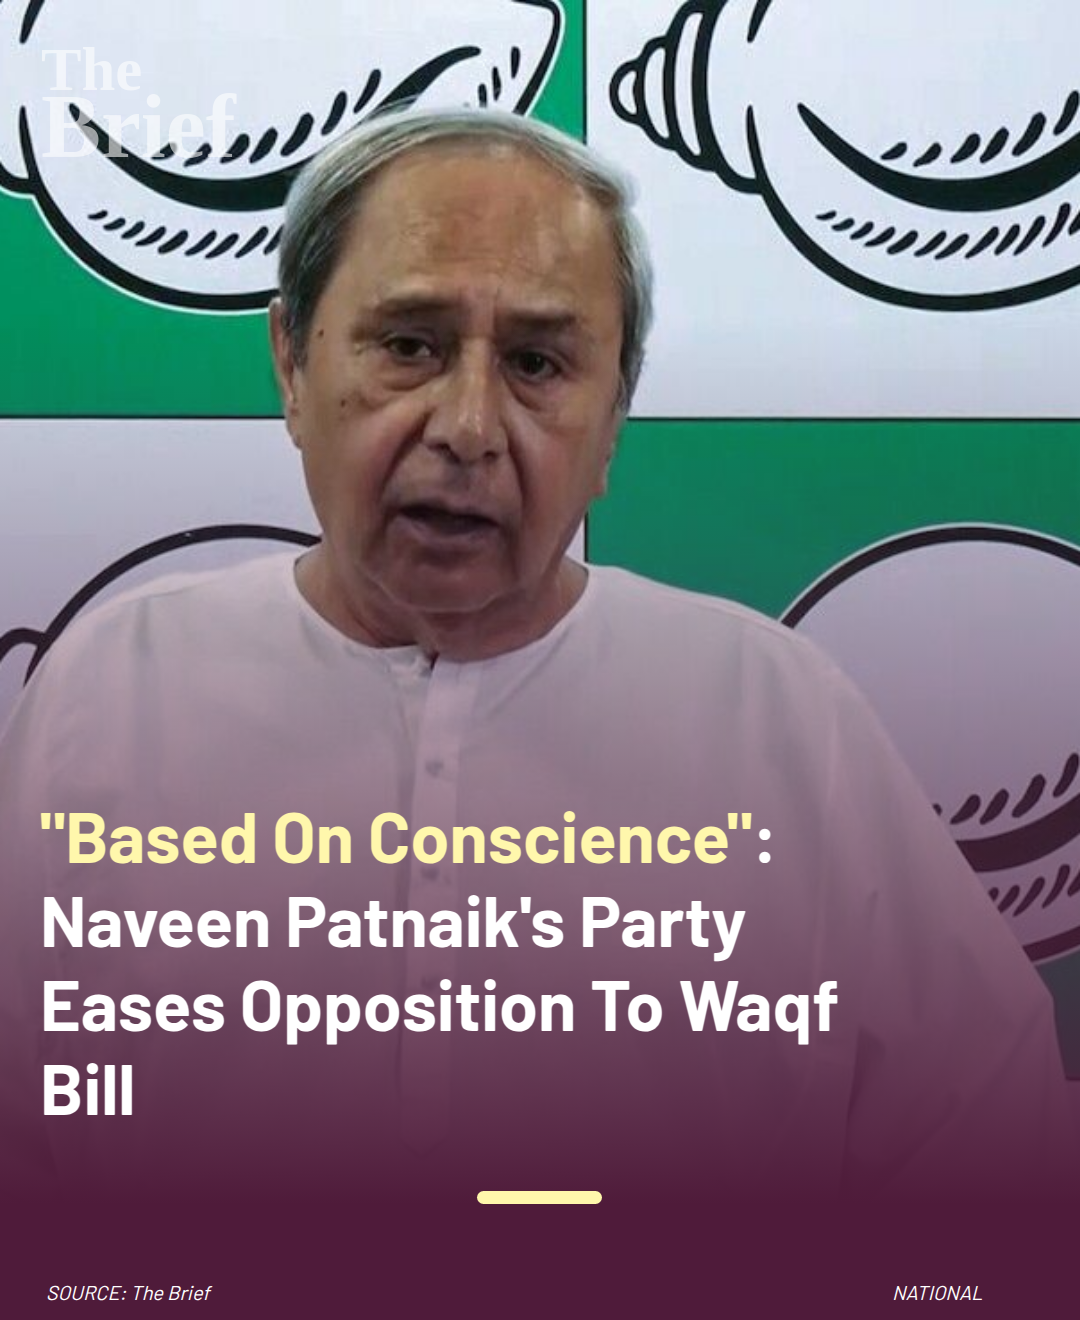 The
Brief
"Based On Conscience":
Naveen Patnaik's Party
Eases Opposition To Waqf
Bill
SOURCE: The Brief
NATIONAL